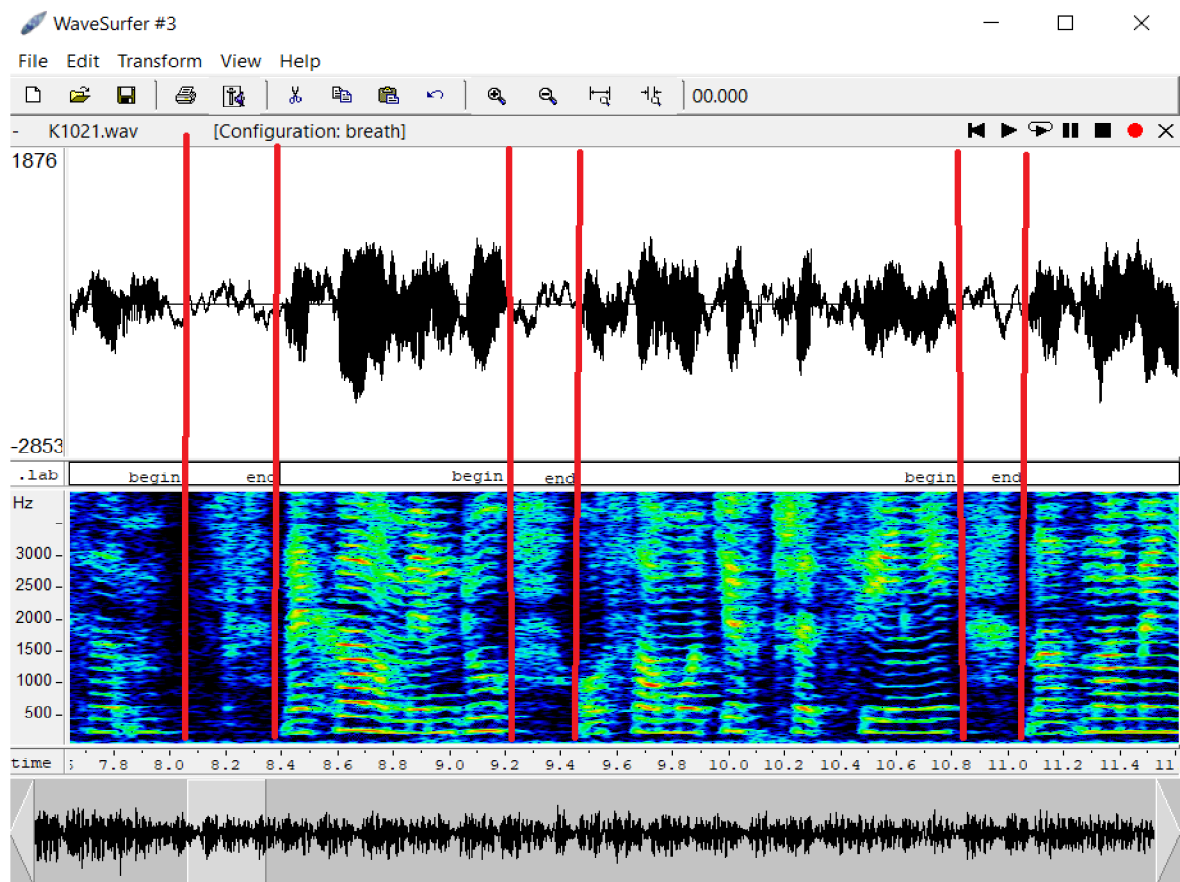 WaveSurfer #3
File Edit Transform View Help
00.000
- K1021.wav [Configuration: breath]
1876
-2853
.lab begin end begin end begin end
Hz
3000
2500
2000
1500
1000
500
time 7.8 8.0 8.2 8.4 8.6 8.8 9.0 9.2 9.4 9.6 9.8 10.0 10.2 10.4 10.6 10.8 11.0 11.2 11.4 11